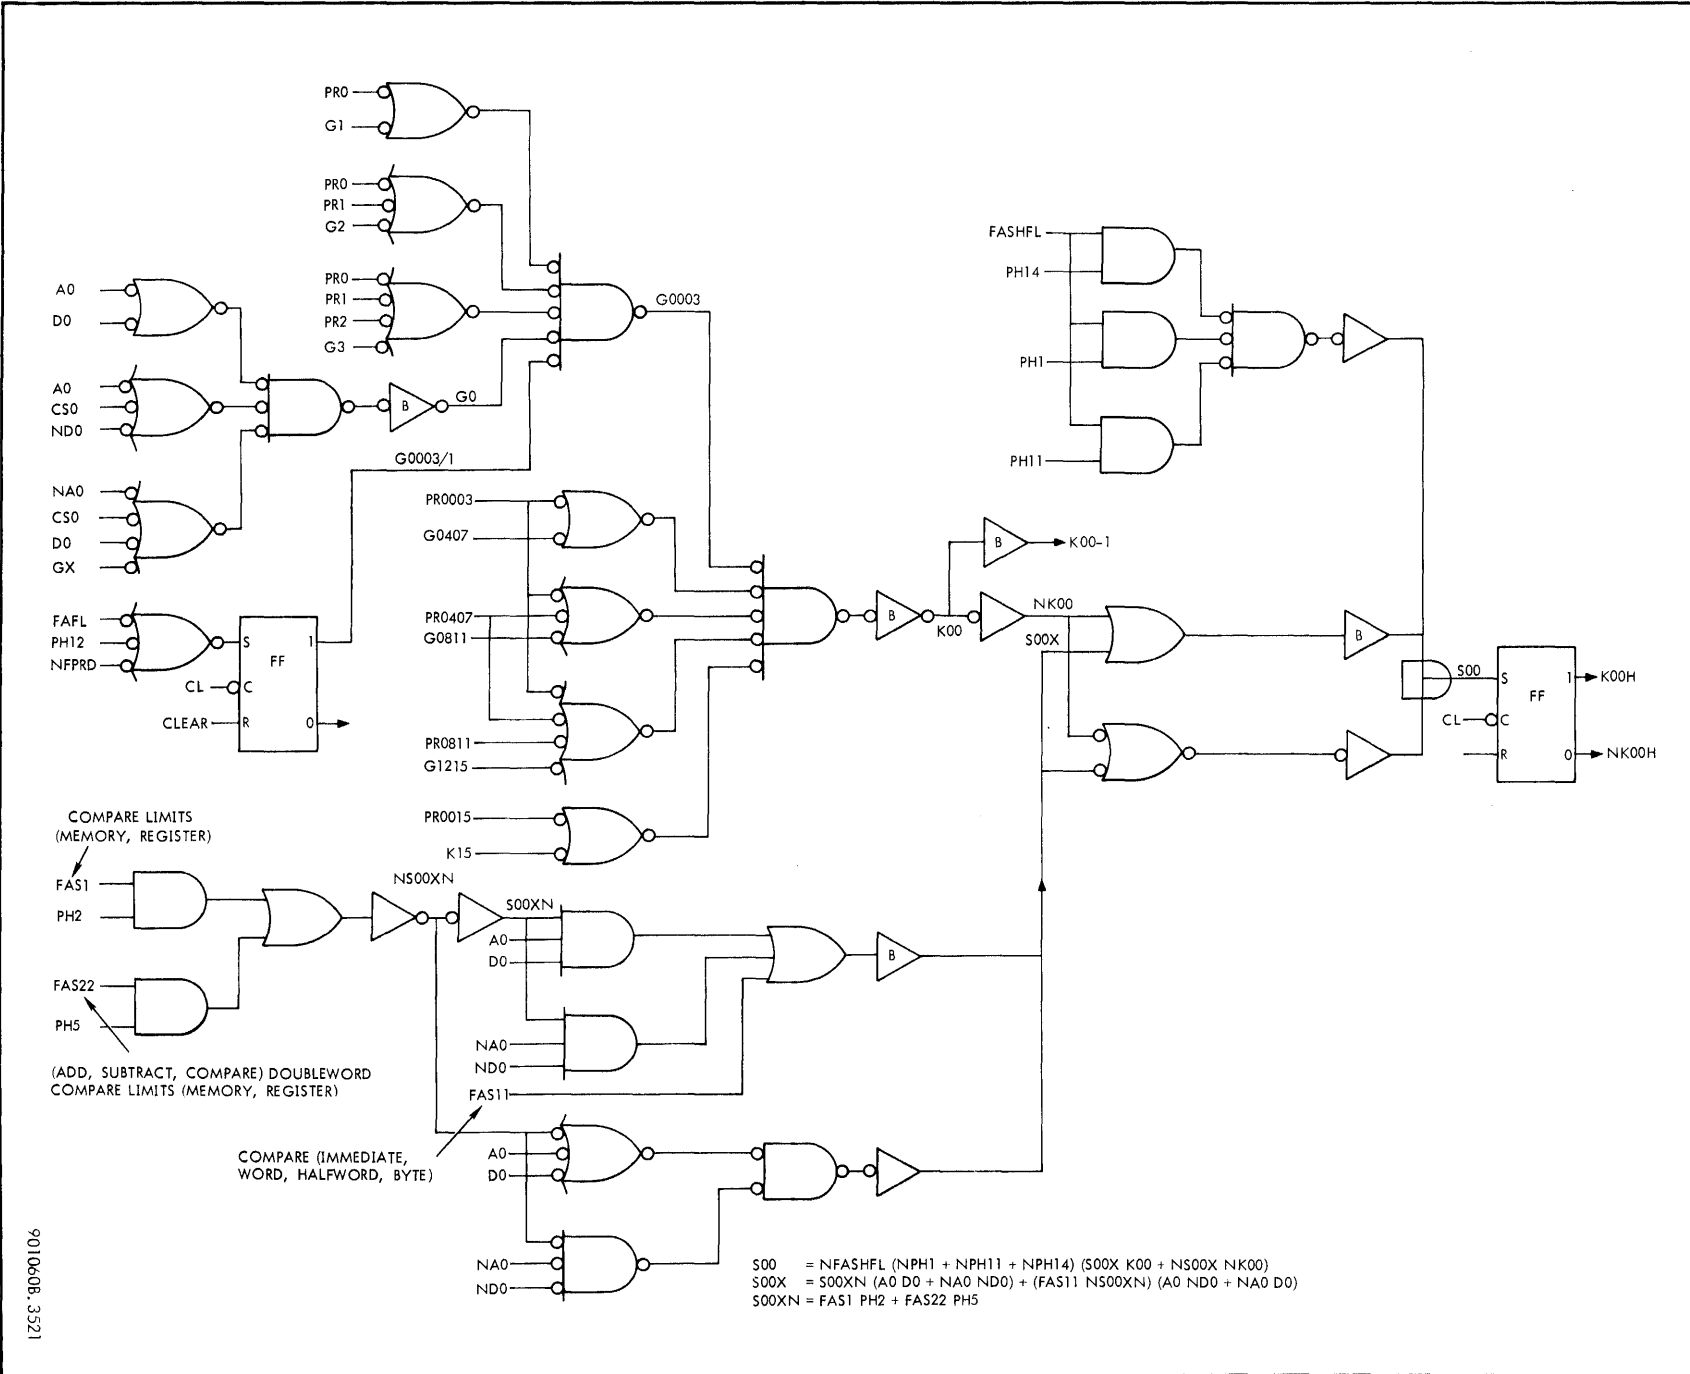 PR0
G1
PR0
PR1
G2
PR0
PR1
PR2
G3
A0
D0
A0
CS0
ND0
NA0
CS0
D0
GX
B
G0
G0003/1
G0003
FAFL
PH12
NFPRD
S
1
FF
CL
C
CLEAR
R
0
PR0003
G0407
PR0407
G0811
PR0811
G1215
PR0015
K15
B
K00
B
K00-1
NK00
S00X
FASHFL
PH14
PH1
PH11
B
S00
S
1
K00H
FF
CL
C
R
0
NK00H
COMPARE LIMITS
(MEMORY, REGISTER)
FAS1
PH2
FAS22
PH5
(ADD, SUBTRACT, COMPARE) DOUBLEWORD
COMPARE LIMITS (MEMORY, REGISTER)
NS00XN
S00XN
A0
D0
NA0
ND0
FAS11
B
COMPARE (IMMEDIATE,
WORD, HALFWORD, BYTE)
A0
D0
NA0
ND0
S00 = NFASHFL (NPH1 + NPH11 + NPH14) (S00X K00 + NS00X NK00)
S00X = S00XN (A0 D0 + NA0 ND0) + (FAS11 NS00XN) (A0 ND0 + NA0 D0)
S00XN = FAS1 PH2 + FAS22 PH5
901060B.3521